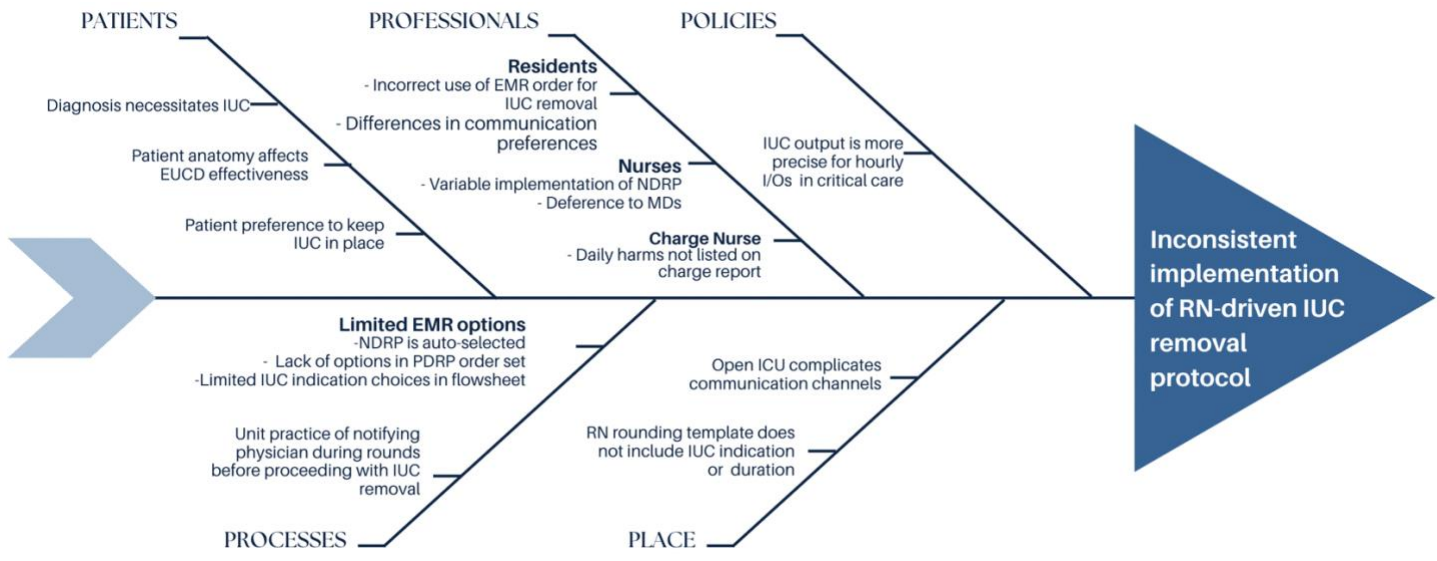 PATIENTS
Diagnosis necessitates IUC
Patient anatomy affects
EUCD effectiveness
Patient preference to keep
IUC in place
PROFESSIONALS
Residents
- Incorrect use of EMR order for
IUC removal
- Differences in communication
preferences
Nurses
- Variable implementation of NDRP
- Deference to MDs
Charge Nurse
- Daily harms not listed on
charge report
POLICIES
IUC output is more
precise for hourly
I/Os in critical care
Inconsistent
implementation
of RN-driven IUC
removal
protocol
Limited EMR options
-NDRP is auto-selected
- Lack of options in PDRP order set
-Limited IUC indication choices in flowsheet
Unit practice of notifying
physician during rounds
before proceeding with IUC
removal
PROCESSES
Open ICU complicates
communication channels
RN rounding template does
not include IUC indication
or duration
PLACE